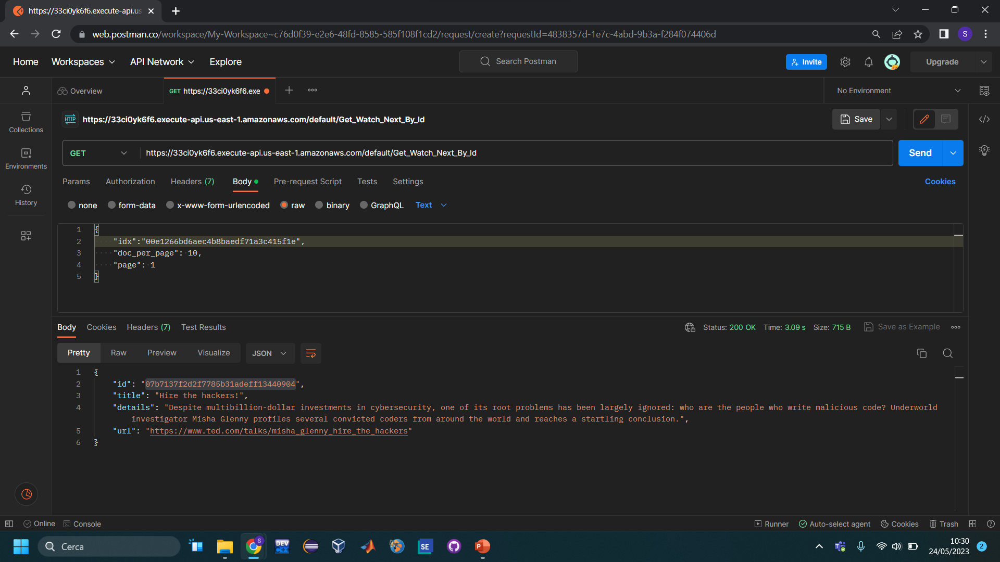 https://33ci0yk6f6.execute-api.us
web.postman.co/workspace/My-Workspace~c76d0f39-e2e6-48fd-8585-585f108f1cd2/request/create?requestId=4838357d-1e7c-4abd-9b3a-f284f074406d
S
Home Workspaces API Network Explore Search Postman Invite Upgrade
Overview GET https://33ci0yk6f6.exe No Environment
HTTP https://33ci0yk6f6.execute-api.us-east-1.amazonaws.com/default/Get_Watch_Next_By_Id Save
Collections
GET https://33ci0yk6f6.execute-api.us-east-1.amazonaws.com/default/Get_Watch_Next_By_Id Send
Environments
Params Authorization Headers (7) Body Pre-request Script Tests Settings Cookies
History
none form-data x-www-form-urlencoded raw binary GraphQL Text
1 {
2 "idx":"00e1266bd6aec4b8baedf71a3c415f1e",
3 "doc_per_page": 10,
4 "page": 1
5 }
Body Cookies Headers (7) Test Results Status: 200 OK Time: 3.09 s Size: 715 B Save as Example
Pretty Raw Preview Visualize JSON
1 {
2 "id": "07b7137f2d2f7785b31adeff13440904",
3 "title": "Hire the hackers!",
4 "details": "Despite multibillion-dollar investments in cybersecurity, one of its root problems has been largely ignored: who are the people who write malicious code? Underworld
investigator Misha Glenny profiles several convicted coders from around the world and reaches a startling conclusion.",
5 "url": "https://www.ted.com/talks/misha_glenny_hire_the_hackers"
6 }
Online Console Runner Auto-select agent Cookies Trash
Cerca S DEV C++ SE P 10:30
24/05/2023 2